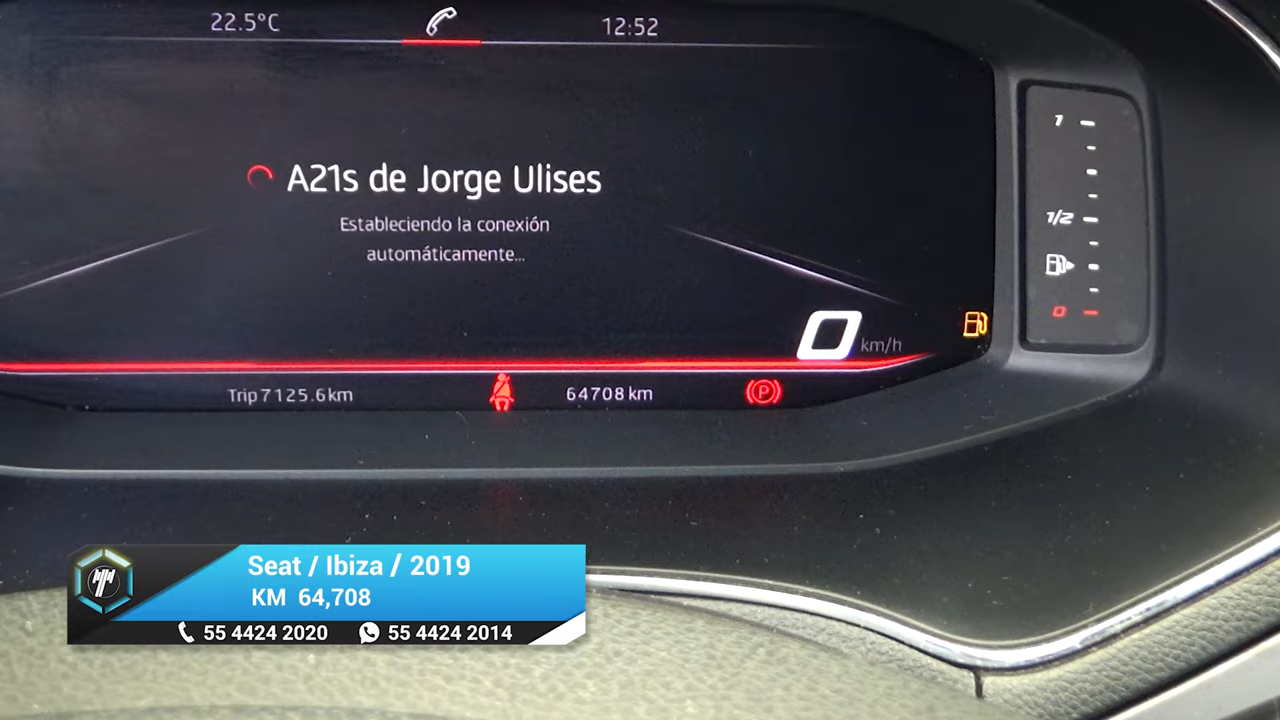 22.5°C
12:52
A21s de Jorge Ulises
Estableciendo la conexión
automáticamente...
0 km/h
Trip 7125.6 km
64708 km
P
1
1/2
0
Seat / Ibiza / 2019
KM 64,708
55 4424 2020
55 4424 2014